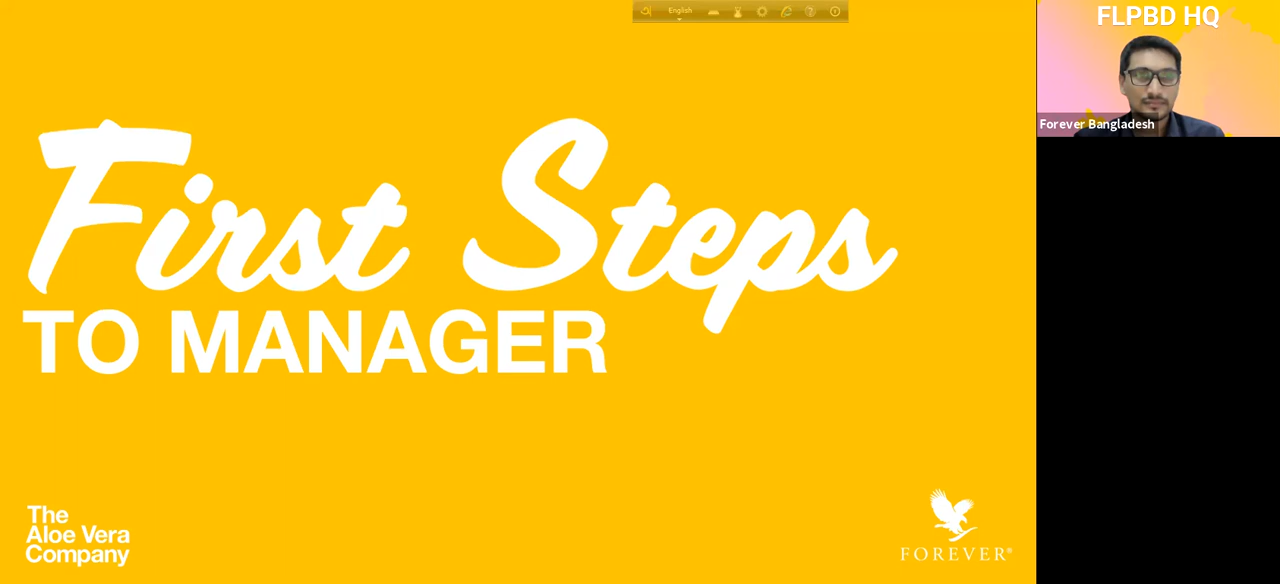 English
FLPBD HQ
Forever Bangladesh
First Steps
TO MANAGER
The
Aloe Vera
Company
FOREVER®